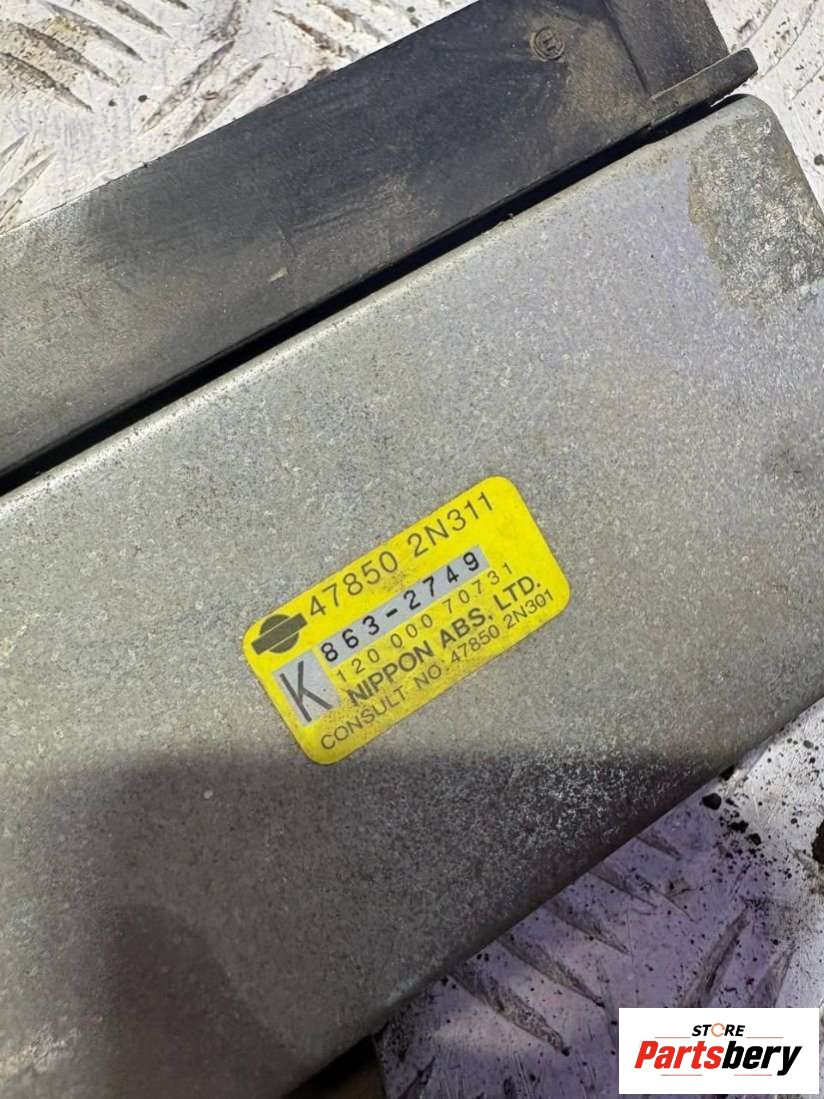 47850 2N311
K
863-2749
120 000 70731
NIPPON ABS, LTD.
CONSULT NO. 47850 2N301
STORE
Partsbery